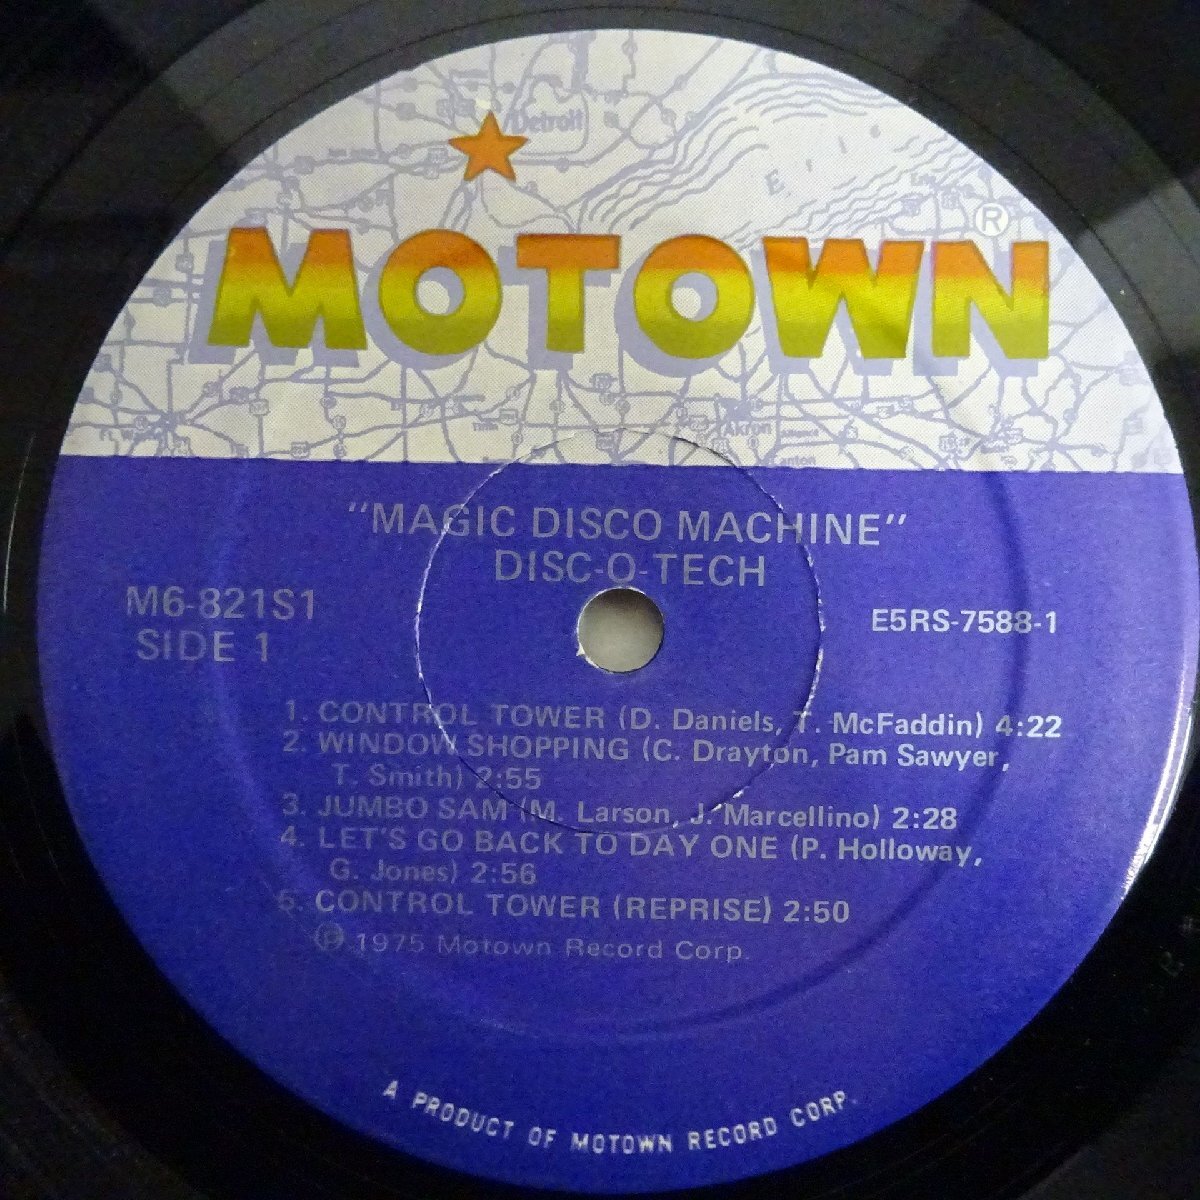 Detroit
Erie
MOTOWN®
Akron
Canton
"MAGIC DISCO MACHINE"
DISC-O-TECH
M6-821S1
SIDE 1
E5RS-7588-1
1. CONTROL TOWER (D. Daniels, T. McFaddin) 4:22
2. WINDOW SHOPPING (C. Drayton, Pam Sawyer,
T. Smith) 2:55
3. JUMBO SAM (M. Larson, J. Marcellino) 2:28
4. LET'S GO BACK TO DAY ONE (P. Holloway,
G. Jones) 2:56
5. CONTROL TOWER (REPRISE) 2:50
℗ 1975 Motown Record Corp.
A PRODUCT OF MOTOWN RECORD CORP.